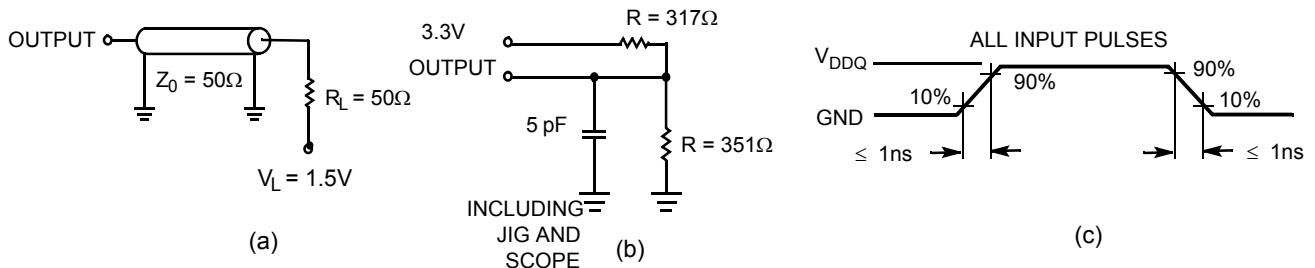 OUTPUT
Z0 = 50Ω
RL = 50Ω
VL = 1.5V
(a)
3.3V
R = 317Ω
OUTPUT
5 pF
R = 351Ω
INCLUDING
JIG AND
SCOPE
(b)
ALL INPUT PULSES
VDDQ
GND
10%
90%
90%
10%
≤ 1ns
≤ 1ns
(c)